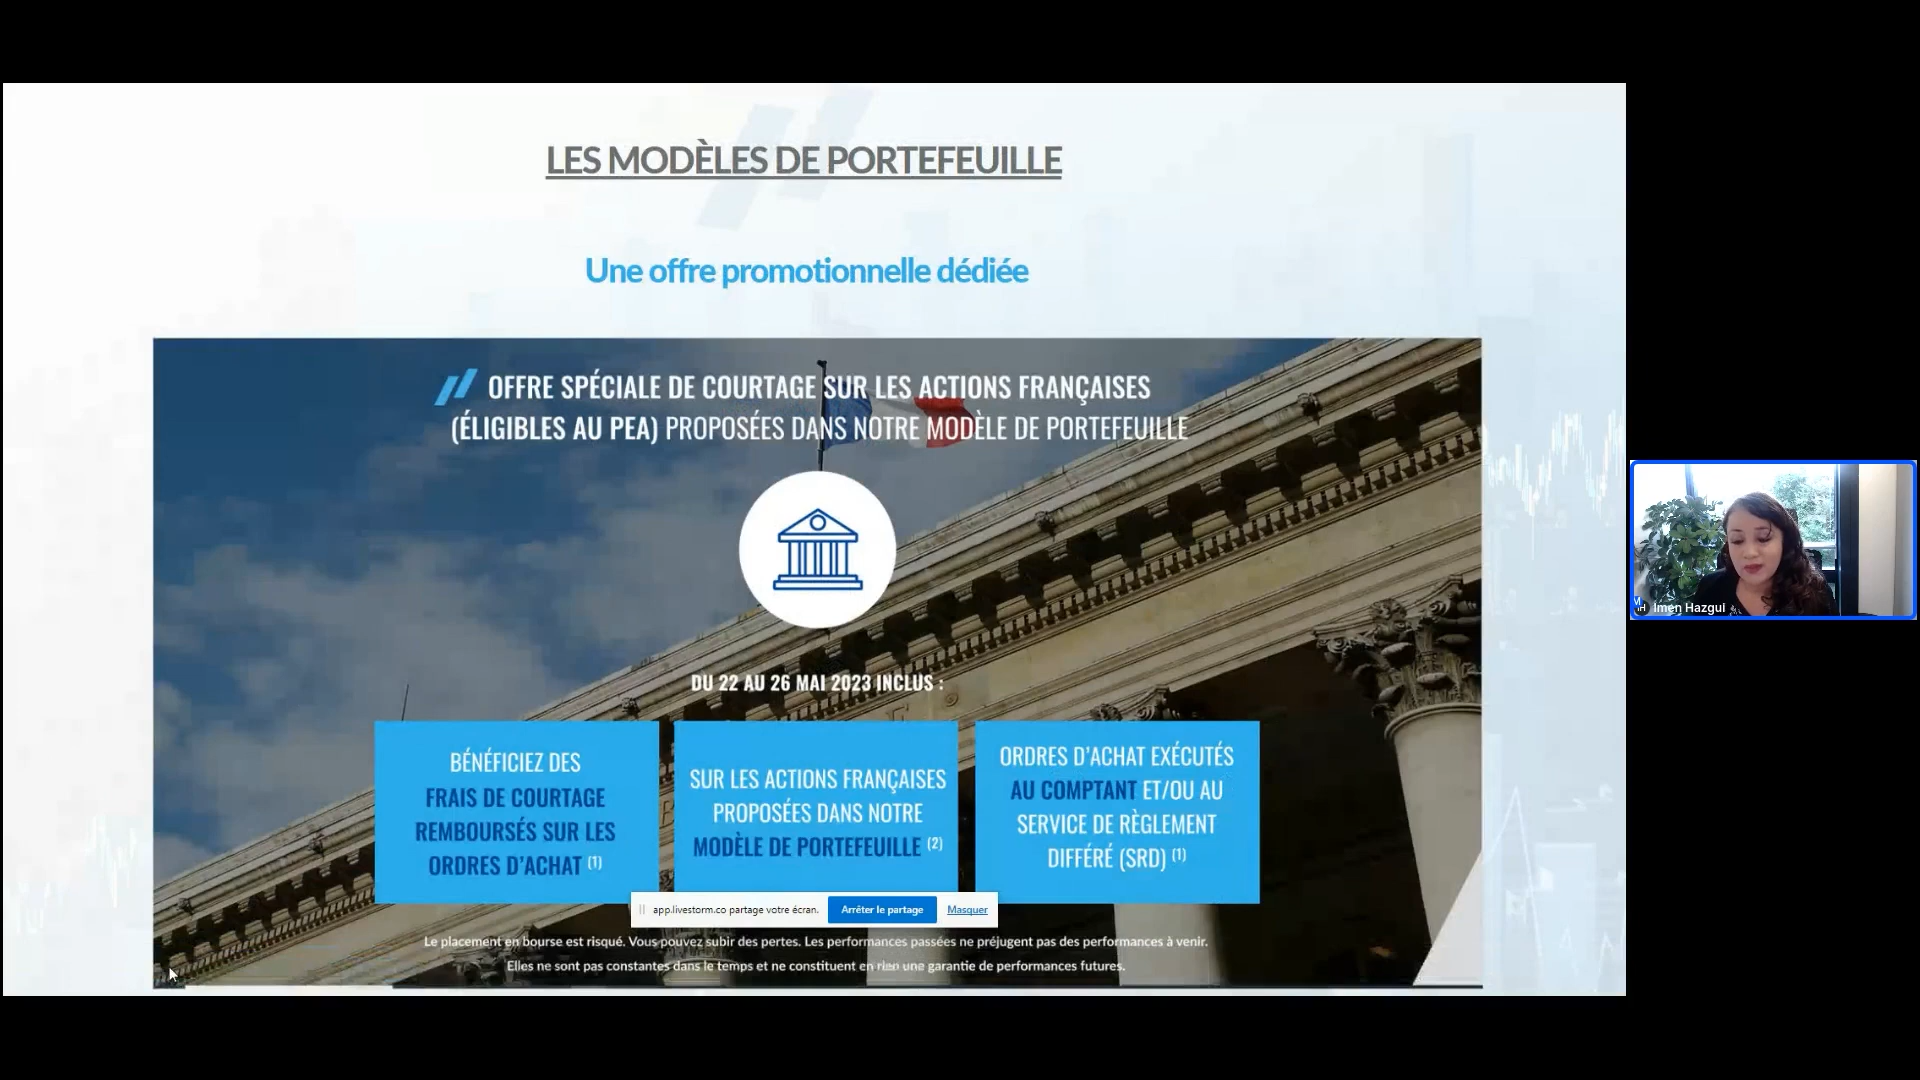 LES MODÈLES DE PORTEFEUILLE
Une offre promotionnelle dédiée
OFFRE SPÉCIALE DE COURTAGE SUR LES ACTIONS FRANÇAISES
(ÉLIGIBLES AU PEA) PROPOSÉES DANS NOTRE MODÈLE DE PORTEFEUILLE
DU 22 AU 26 MAI 2023 INCLUS :
BÉNÉFICIEZ DES
FRAIS DE COURTAGE
REMBOURSÉS SUR LES
ORDRES D'ACHAT (1)
SUR LES ACTIONS FRANÇAISES
PROPOSÉES DANS NOTRE
MODÈLE DE PORTEFEUILLE (2)
ORDRES D'ACHAT EXÉCUTÉS
AU COMPTANT ET/OU AU
SERVICE DE RÈGLEMENT
DIFFÉRÉ (SRD) (1)
app.livestorm.co partage votre écran.
Arrêter le partage
Masquer
Le placement en bourse est risqué. Vous pouvez subir des pertes. Les performances passées ne préjugent pas des performances à venir.
Elles ne sont pas constantes dans le temps et ne constituent en rien une garantie de performances futures.
Imen Hazgui